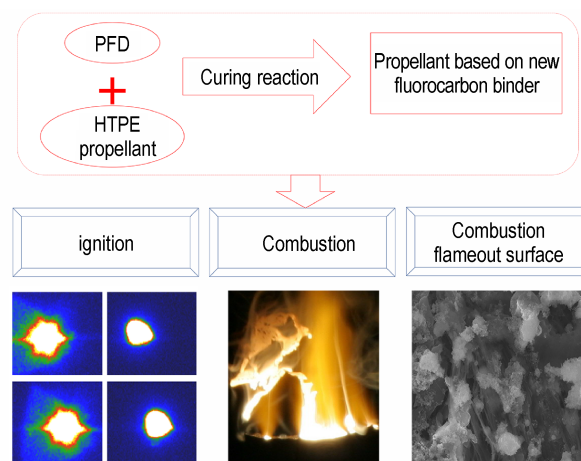 PFD
+
HTPE
propellant
Curing reaction
Propellant based on new
fluorocarbon binder
ignition
Combustion
Combustion
flameout surface